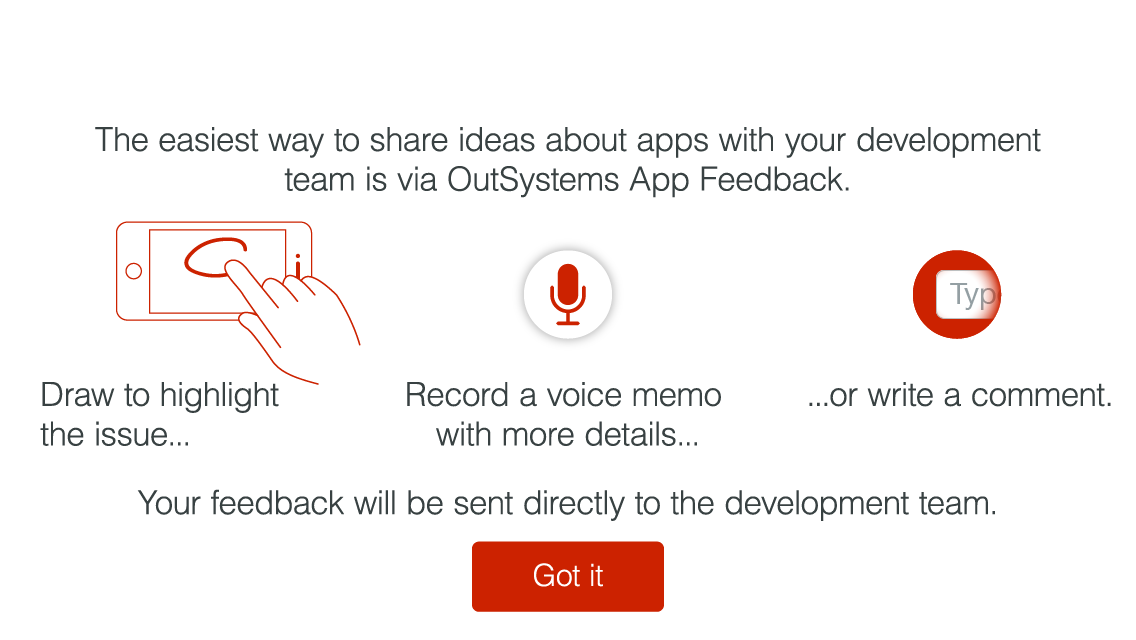 The easiest way to share ideas about apps with your development
team is via OutSystems App Feedback.
Typ
Draw to highlight
the issue...
Record a voice memo
with more details...
...or write a comment.
Your feedback will be sent directly to the development team.
Got it